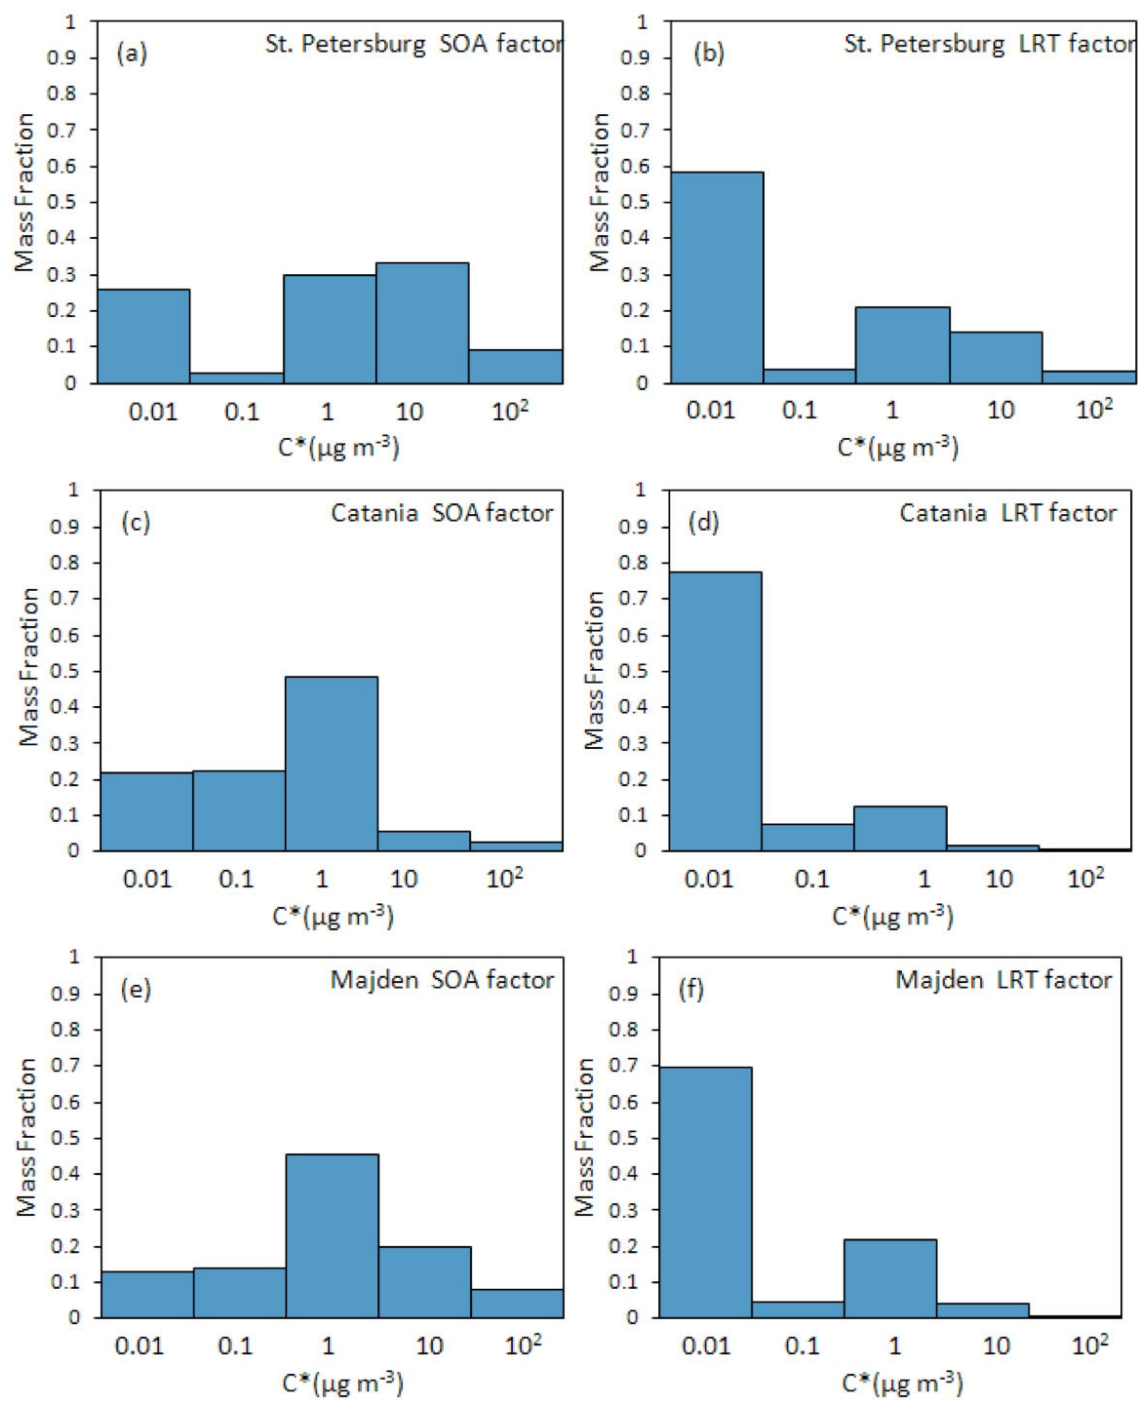 (a) St. Petersburg SOA factor
Mass Fraction
1
0.9
0.8
0.7
0.6
0.5
0.4
0.3
0.2
0.1
0
0.01 0.1 1 10 10²
C*(µg m⁻³)
(b) St. Petersburg LRT factor
Mass Fraction
1
0.9
0.8
0.7
0.6
0.5
0.4
0.3
0.2
0.1
0
0.01 0.1 1 10 10²
C*(µg m⁻³)
(c) Catania SOA factor
Mass Fraction
1
0.9
0.8
0.7
0.6
0.5
0.4
0.3
0.2
0.1
0
0.01 0.1 1 10 10²
C*(µg m⁻³)
(d) Catania LRT factor
Mass Fraction
1
0.9
0.8
0.7
0.6
0.5
0.4
0.3
0.2
0.1
0
0.01 0.1 1 10 10²
C*(µg m⁻³)
(e) Majden SOA factor
Mass Fraction
1
0.9
0.8
0.7
0.6
0.5
0.4
0.3
0.2
0.1
0
0.01 0.1 1 10 10²
C*(µg m⁻³)
(f) Majden LRT factor
Mass Fraction
1
0.9
0.8
0.7
0.6
0.5
0.4
0.3
0.2
0.1
0
0.01 0.1 1 10 10²
C*(µg m⁻³)